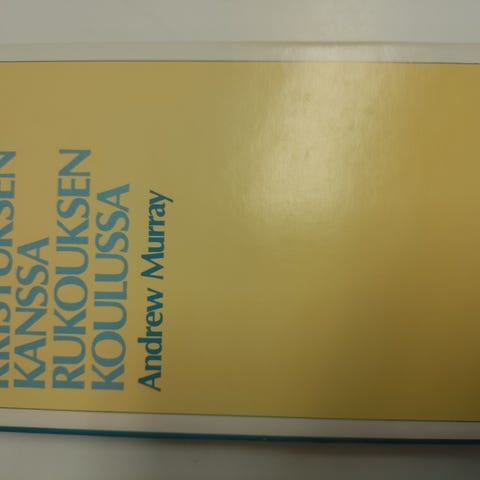 KRISTUKSEN
KANSSA
RUKOUKSEN
KOULUSSA
Andrew Murray